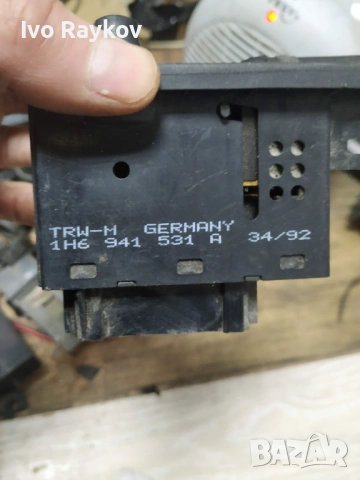 Ivo Raykov
TRW-M GERMANY
1H6 941 531 A 34/92
BAZAR